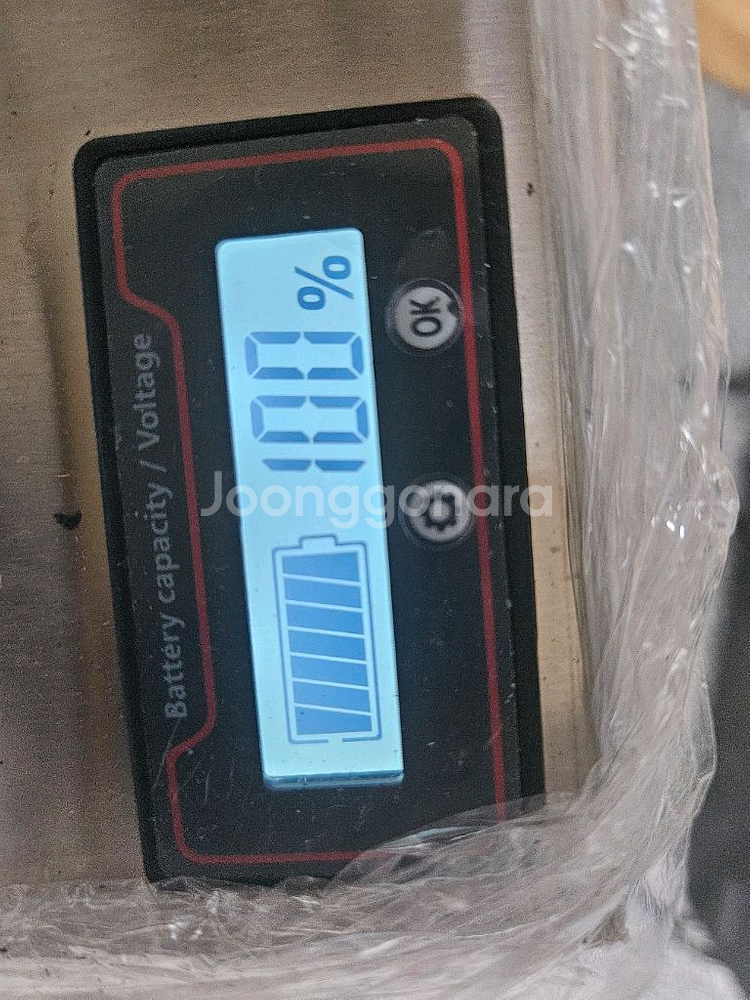 Battery capacity / Voltage
100 %
OK
Joonggonara